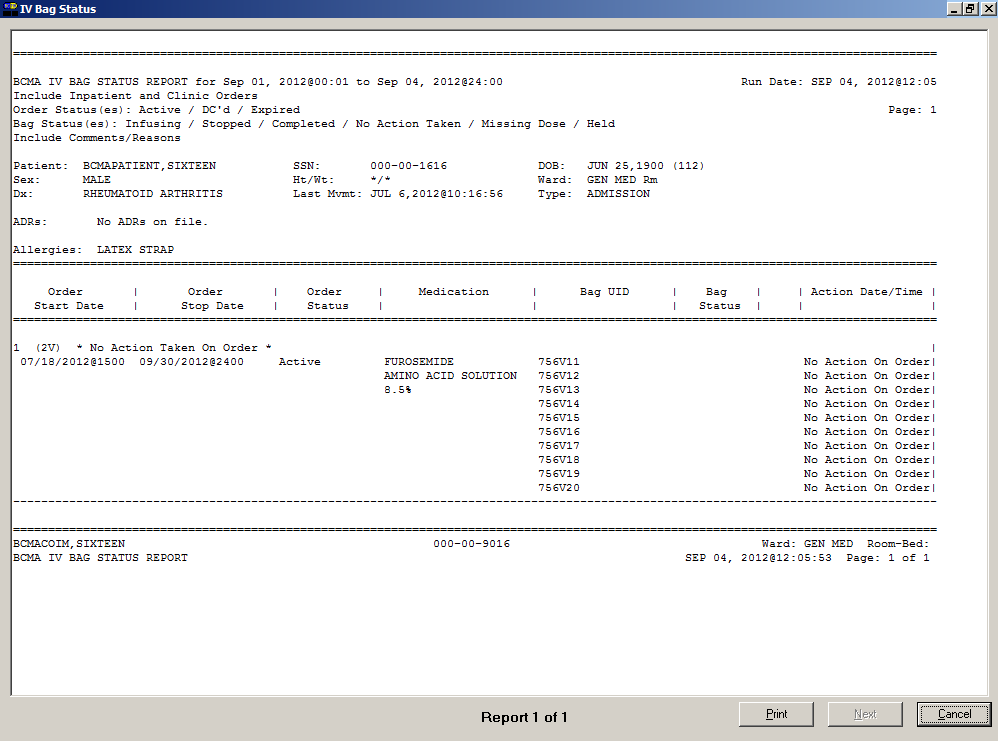 IV Bag Status
BCMA IV BAG STATUS REPORT for Sep 01, 2012@00:01 to Sep 04, 2012@24:00 Run Date: SEP 04, 2012@12:05
Include Inpatient and Clinic Orders
Order Status(es): Active / DC'd / Expired Page: 1
Bag Status(es): Infusing / Stopped / Completed / No Action Taken / Missing Dose / Held
Include Comments/Reasons
Patient: BCMAPATIENT,SIXTEEN SSN: 000-00-1616 DOB: JUN 25,1900 (112)
Sex: MALE Ht/Wt: */* Ward: GEN MED Rm
Dx: RHEUMATOID ARTHRITIS Last Mvmt: JUL 6,2012@10:16:56 Type: ADMISSION
ADRs: No ADRs on file.
Allergies: LATEX STRAP
Order | Order | Order | Medication | Bag UID | Bag | | Action Date/Time |
Start Date | Stop Date | Status | | | Status | | |
1 (2V) * No Action Taken On Order * |
07/18/2012@1500 09/30/2012@2400 Active FUROSEMIDE 756V11 No Action On Order|
AMINO ACID SOLUTION 756V12 No Action On Order|
8.5% 756V13 No Action On Order|
756V14 No Action On Order|
756V15 No Action On Order|
756V16 No Action On Order|
756V17 No Action On Order|
756V18 No Action On Order|
756V19 No Action On Order|
756V20 No Action On Order|
BCMACOIM,SIXTEEN 000-00-9016 Ward: GEN MED Room-Bed:
BCMA IV BAG STATUS REPORT SEP 04, 2012@12:05:53 Page: 1 of 1
Report 1 of 1 Print Next Cancel